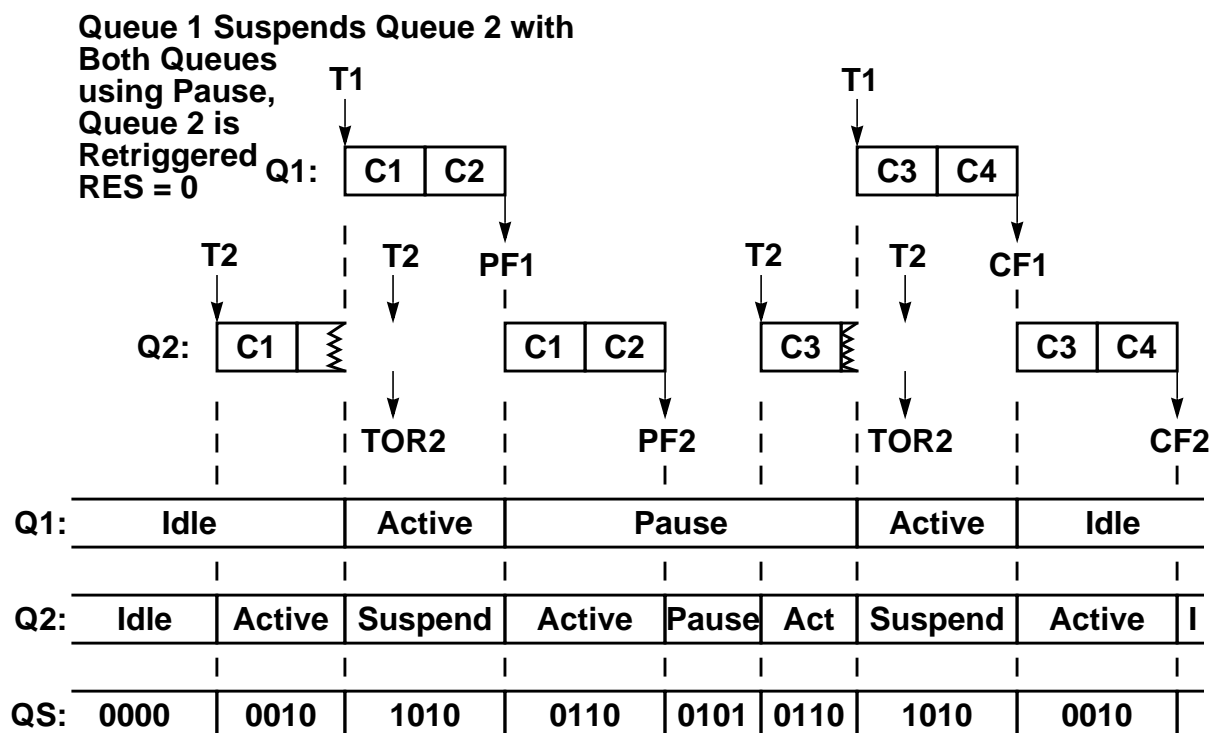 Queue 1 Suspends Queue 2 with
Both Queues
using Pause,
Queue 2 is
Retriggered
RES = 0
T1 T1
Q1: C1 C2 C3 C4
T2 T2 PF1 T2 T2 CF1
Q2: C1 C1 C2 C3 C3 C4
TOR2 PF2 TOR2 CF2
Q1: Idle Active Pause Active Idle
Q2: Idle Active Suspend Active Pause Act Suspend Active I
QS: 0000 0010 1010 0110 0101 0110 1010 0010